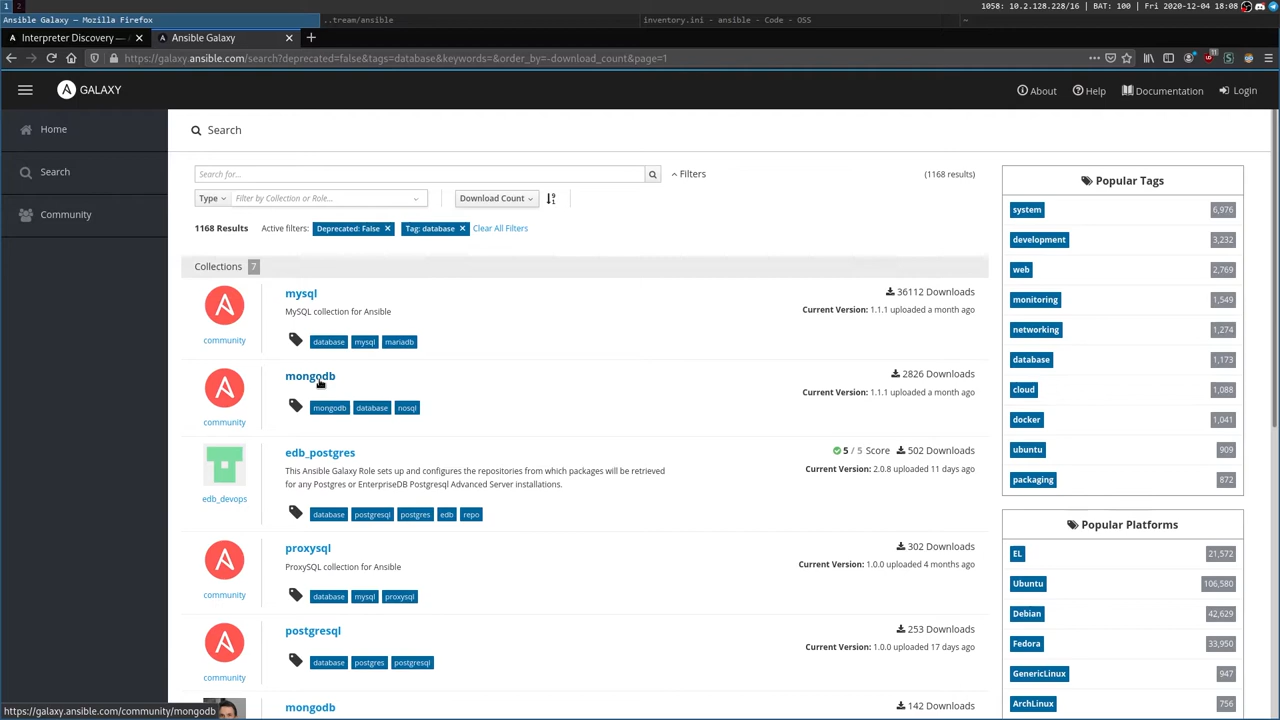 1 2
1058: 10.2.128.228/16 | BAT: 100 | Fri 2020-12-04 18:08
Ansible Galaxy — Mozilla Firefox
..tream/ansible
inventory.ini - ansible - Code - OSS
Interpreter Discovery —
Ansible Galaxy
https://galaxy.ansible.com/search?deprecated=false&tags=database&keywords=&order_by=-download_count&page=1
11
GALAXY
About
Help
Documentation
Login
Home
Search
Community
Search
Search for...
Filters
(1168 results)
Type
Filter by Collection or Role...
Download Count
1168 Results
Active filters:
Deprecated: False
Tag: database
Clear All Filters
Collections 7
mysql
MySQL collection for Ansible
community
database mysql mariadb
36112 Downloads
Current Version: 1.1.1 uploaded a month ago
mongodb
community
mongodb database nosql
2826 Downloads
Current Version: 1.1.1 uploaded a month ago
edb_postgres
This Ansible Galaxy Role sets up and configures the repositories from which packages will be retrieved
for any Postgres or EnterpriseDB Postgresql Advanced Server installations.
edb_devops
database postgresql postgres edb repo
5 / 5 Score 502 Downloads
Current Version: 2.0.8 uploaded 11 days ago
proxysql
ProxySQL collection for Ansible
community
database mysql proxysql
302 Downloads
Current Version: 1.0.0 uploaded 4 months ago
postgresql
community
database postgres postgresql
253 Downloads
Current Version: 1.0.0 uploaded 17 days ago
mongodb
142 Downloads
Popular Tags
system 6,976
development 3,232
web 2,769
monitoring 1,549
networking 1,274
database 1,173
cloud 1,088
docker 1,041
ubuntu 909
packaging 872
Popular Platforms
EL 21,572
Ubuntu 106,580
Debian 42,629
Fedora 33,950
GenericLinux 947
ArchLinux 756
https://galaxy.ansible.com/community/mongodb